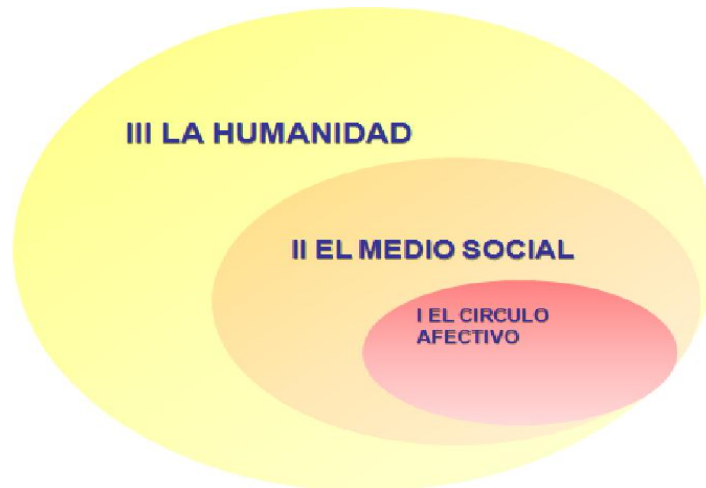 III LA HUMANIDAD
II EL MEDIO SOCIAL
I EL CIRCULO
AFECTIVO